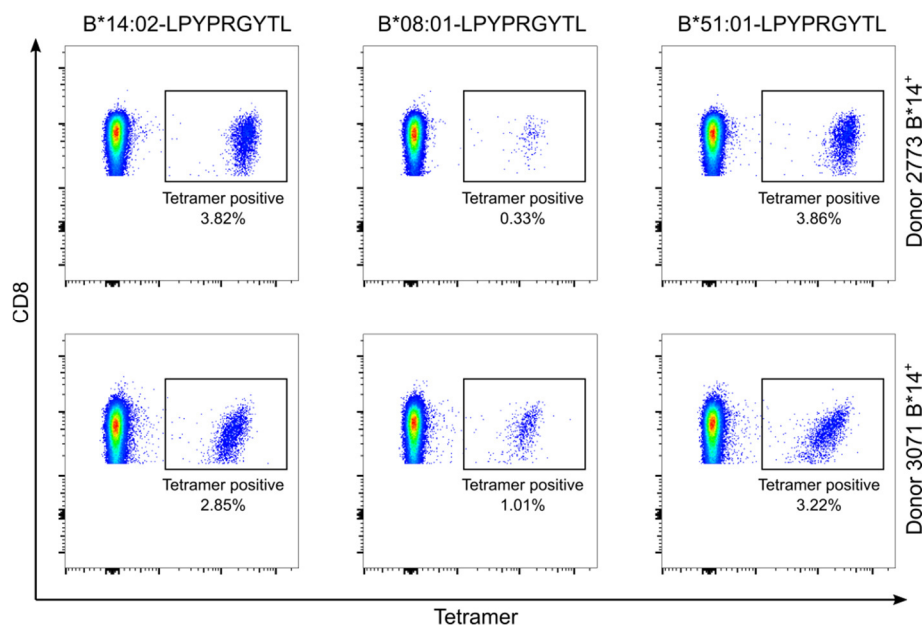 B*14:02-LPYPRGYTL
B*08:01-LPYPRGYTL
B*51:01-LPYPRGYTL
Tetramer positive
3.82%
Tetramer positive
0.33%
Tetramer positive
3.86%
Donor 2773 B*14⁺
CD8
Tetramer positive
2.85%
Tetramer positive
1.01%
Tetramer positive
3.22%
Donor 3071 B*14⁺
Tetramer